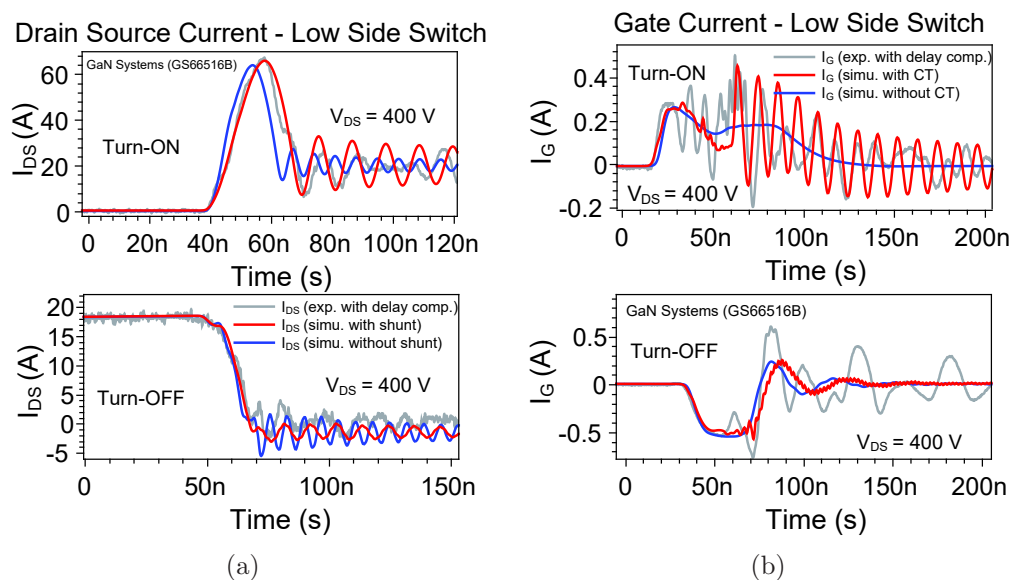 Drain Source Current - Low Side Switch
GaN Systems (GS66516B)
Turn-ON
V_DS = 400 V
I_DS (A)
60
40
20
0
0 20n 40n 60n 80n 100n 120n
Time (s)
I_DS (exp. with delay comp.)
I_DS (simu. with shunt)
I_DS (simu. without shunt)
V_DS = 400 V
Turn-OFF
I_DS (A)
20
15
10
5
0
-5
0 50n 100n 150n
Time (s)
(a)
Gate Current - Low Side Switch
I_G (exp. with delay comp.)
I_G (simu. with CT)
I_G (simu. without CT)
Turn-ON
V_DS = 400 V
I_G (A)
0.4
0.2
0
-0.2
0 50n 100n 150n 200n
Time (s)
GaN Systems (GS66516B)
Turn-OFF
V_DS = 400 V
I_G (A)
0.5
0
-0.5
0 50n 100n 150n 200n
Time (s)
(b)